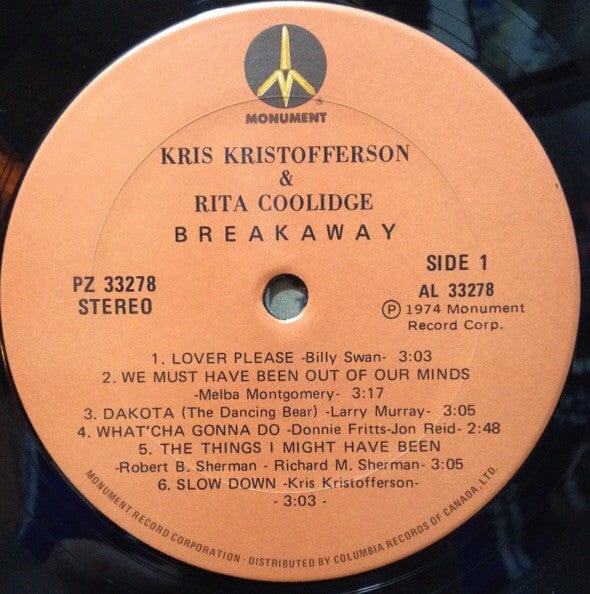 MONUMENT
KRIS KRISTOFFERSON
&
RITA COOLIDGE
BREAKAWAY
PZ 33278
STEREO
SIDE 1
AL 33278
Ⓟ 1974 Monument
Record Corp.
1. LOVER PLEASE -Billy Swan- 3:03
2. WE MUST HAVE BEEN OUT OF OUR MINDS
-Melba Montgomery- 3:17
3. DAKOTA (The Dancing Bear) -Larry Murray- 3:05
4. WHAT'CHA GONNA DO -Donnie Fritts-Jon Reid- 2:48
5. THE THINGS I MIGHT HAVE BEEN
-Robert B. Sherman - Richard M. Sherman- 3:05
6. SLOW DOWN -Kris Kristofferson-
- 3:03 -
MONUMENT RECORD CORPORATION · DISTRIBUTED BY COLUMBIA RECORDS OF CANADA, LTD.